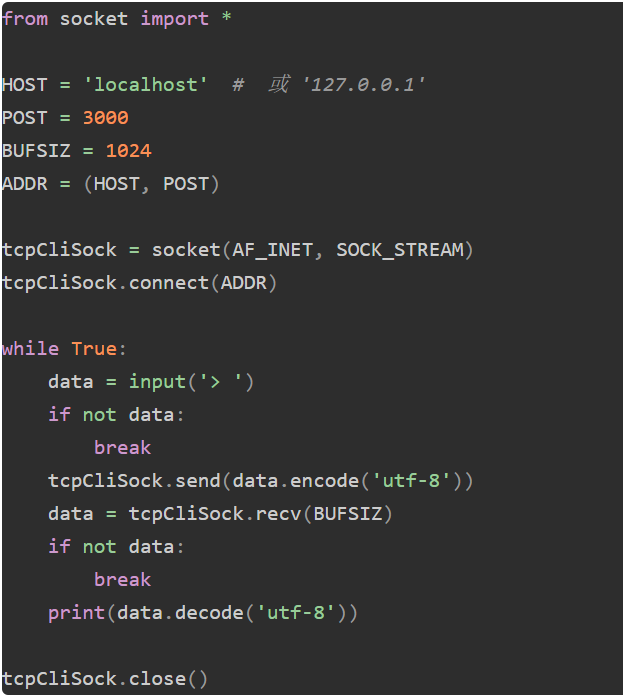 from socket import *
HOST = 'localhost'  #  或 '127.0.0.1'
POST = 3000
BUFSIZ = 1024
ADDR = (HOST, POST)
tcpCliSock = socket(AF_INET, SOCK_STREAM)
tcpCliSock.connect(ADDR)
while True:
    data = input('> ')
    if not data:
        break
    tcpCliSock.send(data.encode('utf-8'))
    data = tcpCliSock.recv(BUFSIZ)
    if not data:
        break
    print(data.decode('utf-8'))
tcpCliSock.close()